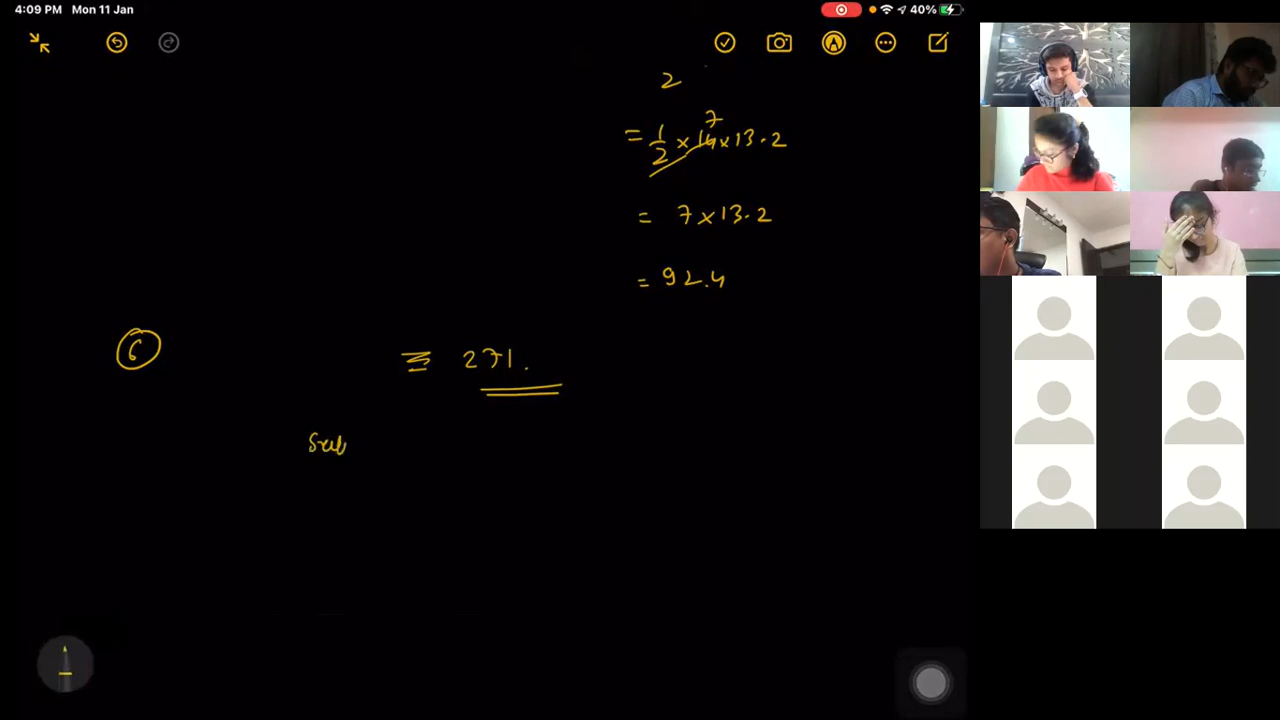 4:09 PM Mon 11 Jan
40%
2
= 1/2 × 14 × 13.2
7
= 7 × 13.2
= 92.4
6
= 271.